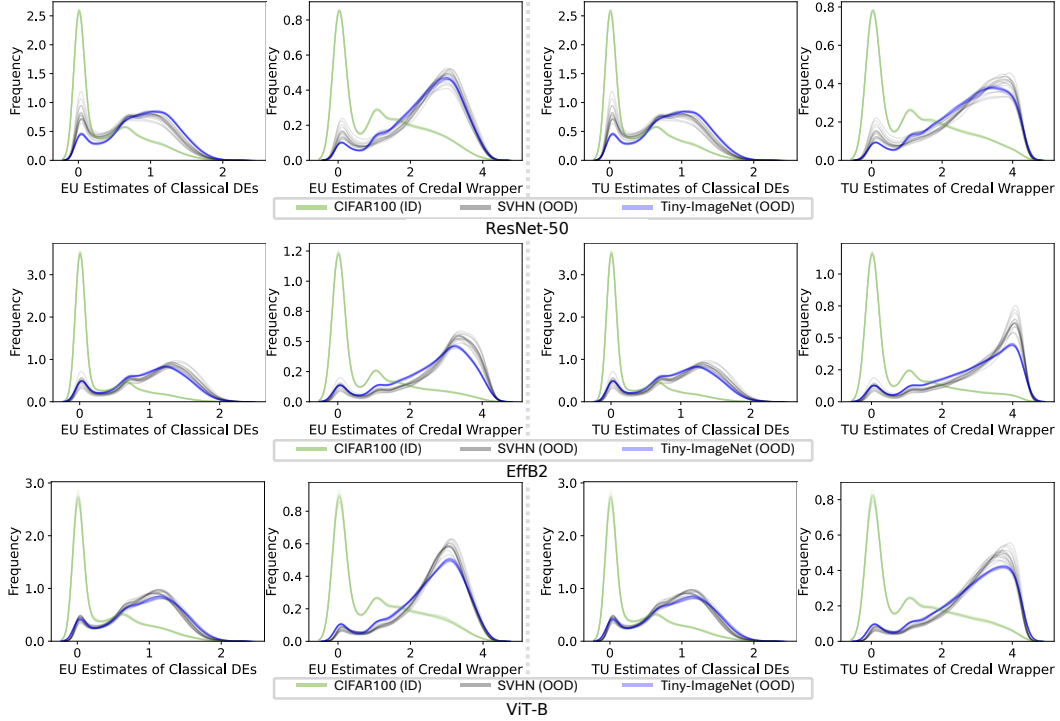 2.5
2.0
1.5
1.0
0.5
0.0
Frequency
0 1 2
EU Estimates of Classical DEs
0.8
0.6
0.4
0.2
0.0
Frequency
0 2 4
EU Estimates of Credal Wrapper
2.5
2.0
1.5
1.0
0.5
0.0
Frequency
0 1 2
TU Estimates of Classical DEs
0.8
0.6
0.4
0.2
0.0
Frequency
0 2 4
TU Estimates of Credal Wrapper
CIFAR100 (ID) SVHN (OOD) Tiny-ImageNet (OOD)
CIFAR100 (ID) SVHN (OOD) Tiny-ImageNet (OOD)
ResNet-50
3.0
2.0
1.0
0.0
Frequency
0 1 2
EU Estimates of Classical DEs
1.2
1.0
0.8
0.5
0.2
0.0
Frequency
0 2 4
EU Estimates of Credal Wrapper
3.0
2.0
1.0
0.0
Frequency
0 1 2
TU Estimates of Classical DEs
1.0
0.8
0.5
0.2
0.0
Frequency
0 2 4
TU Estimates of Credal Wrapper
CIFAR100 (ID) SVHN (OOD) Tiny-ImageNet (OOD)
EffB2
3.0
2.0
1.0
0.0
Frequency
0 1 2
EU Estimates of Classical DEs
0.8
0.6
0.4
0.2
0.0
Frequency
0 2 4
EU Estimates of Credal Wrapper
3.0
2.0
1.0
0.0
Frequency
0 1 2
TU Estimates of Classical DEs
0.8
0.6
0.4
0.2
0.0
Frequency
0 2 4
TU Estimates of Credal Wrapper
CIFAR100 (ID) SVHN (OOD) Tiny-ImageNet (OOD)
ViT-B